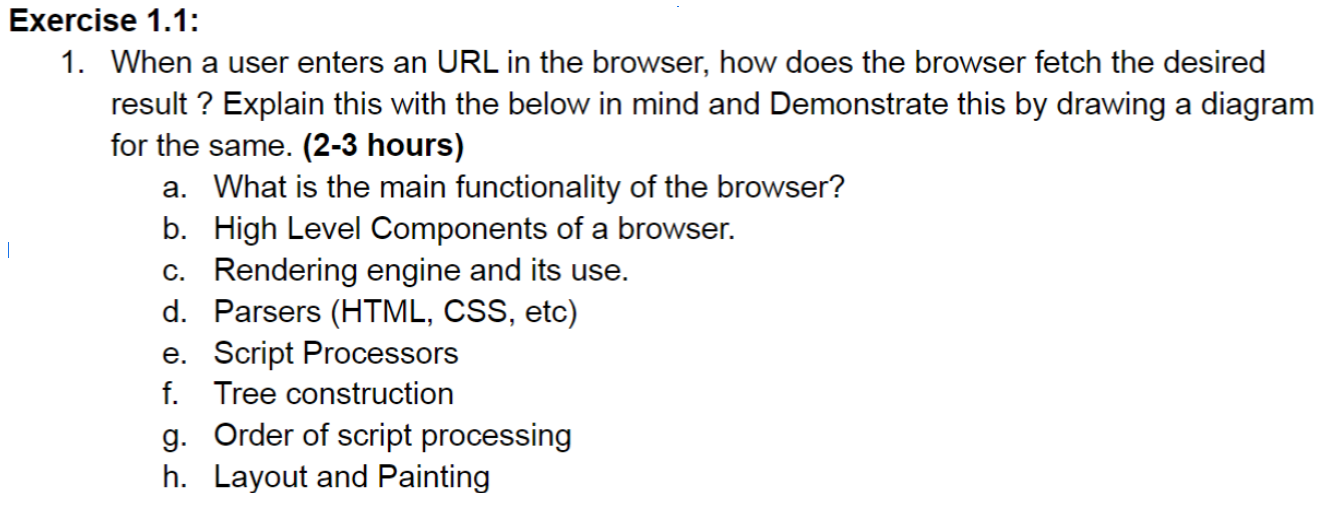 Exercise 1.1:
1. When a user enters an URL in the browser, how does the browser fetch the desired
result ? Explain this with the below in mind and Demonstrate this by drawing a diagram
for the same. (2-3 hours)
a. What is the main functionality of the browser?
b. High Level Components of a browser.
c. Rendering engine and its use.
d. Parsers (HTML, CSS, etc)
e. Script Processors
f. Tree construction
g. Order of script processing
h. Layout and Painting